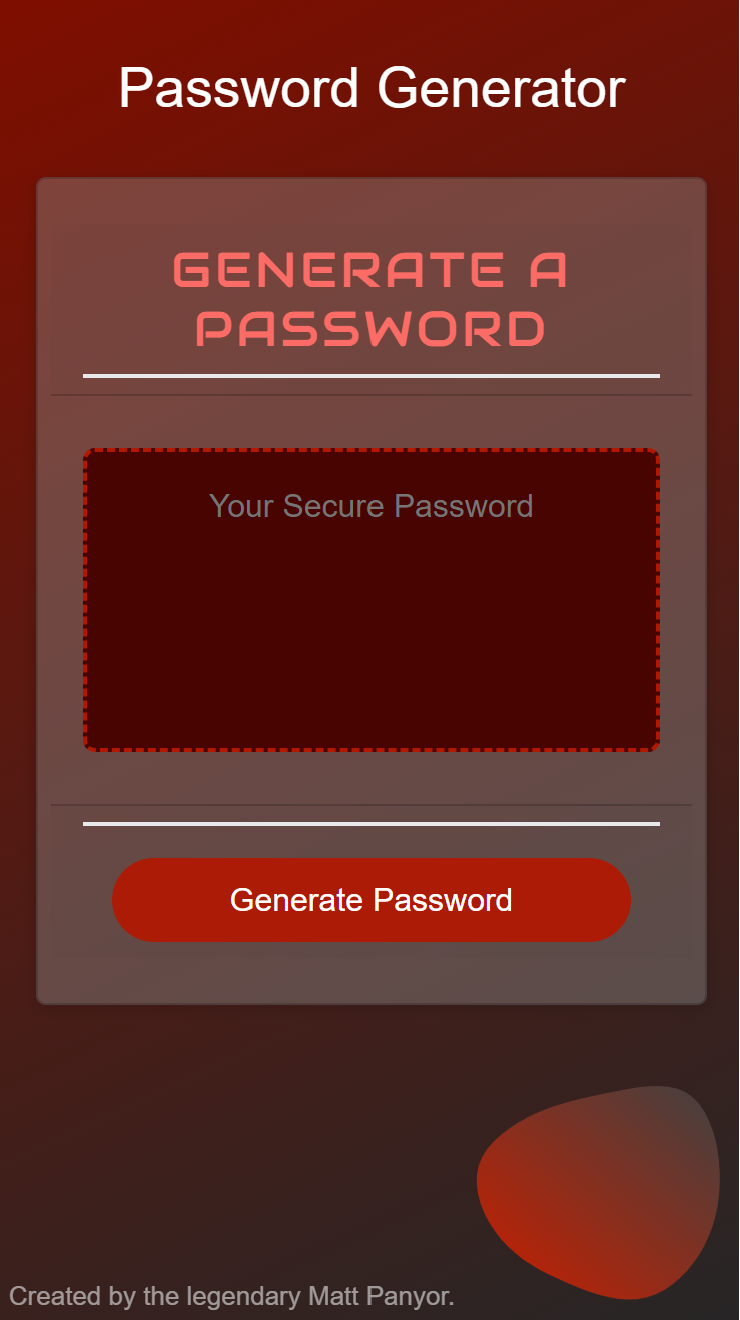 Password Generator
GENERATE A
PASSWORD
Your Secure Password
Generate Password
Created by the legendary Matt Panyor.